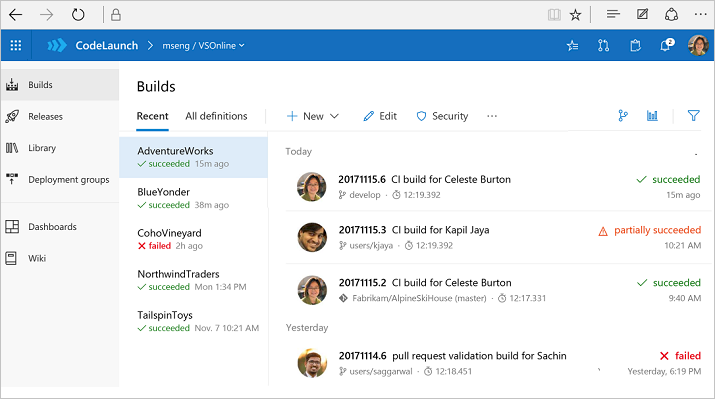 CodeLaunch > mseng / VSOnline
2
Builds
Releases
Library
Deployment groups
Dashboards
Wiki
Builds
Recent All definitions
New Edit Security ...
AdventureWorks
succeeded 15m ago
BlueYonder
succeeded 38m ago
CohoVineyard
failed 2h ago
NorthwindTraders
succeeded Mon 1:34 PM
TailspinToys
succeeded Nov. 7 10:21 AM
Today
20171115.6 CI build for Celeste Burton succeeded
develop · 12:19.392 15m ago
20171115.3 CI build for Kapil Jaya partially succeeded
users/kjaya · 12:19.392 10:21 AM
20171115.2 CI build for Celeste Burton succeeded
Fabrikam/AlpineSkiHouse (master) · 12:17.331 9:40 AM
Yesterday
20171114.6 pull request validation build for Sachin failed
users/saggarwal · 12:18.451 Yesterday, 6:19 PM